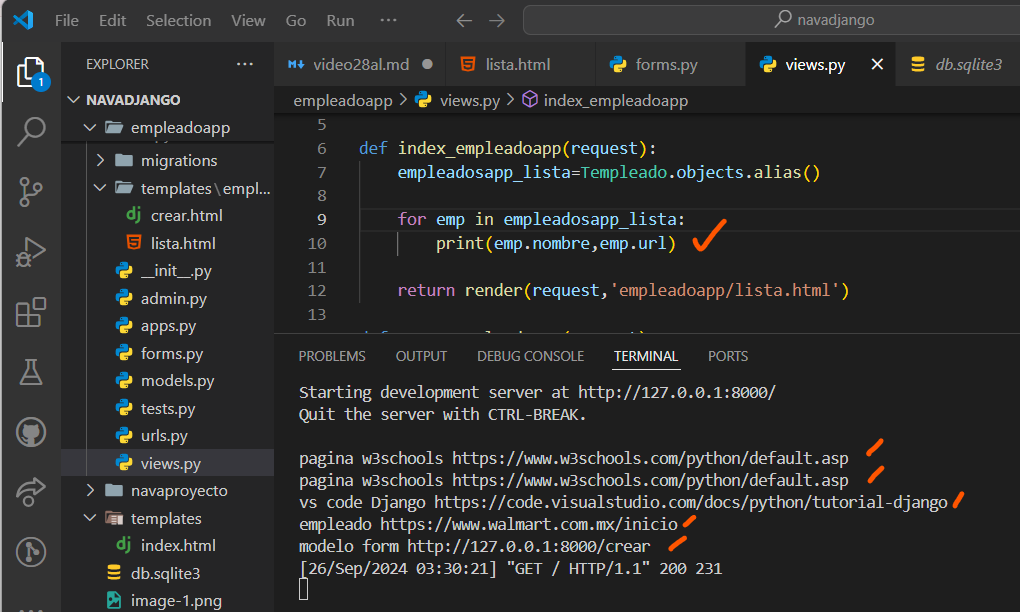 File Edit Selection View Go Run ··· navadjango
EXPLORER ···
1
NAVADJANGO
empleadoapp
migrations
templates\empl...
crear.html
lista.html
__init__.py
admin.py
apps.py
forms.py
models.py
tests.py
urls.py
views.py
navaproyecto
templates
index.html
db.sqlite3
image-1.png
video28al.md lista.html forms.py views.py db.sqlite3
empleadoapp > views.py > index_empleadoapp
5
6 def index_empleadoapp(request):
7 empleadosapp_lista=Templeado.objects.alias()
8
9 for emp in empleadosapp_lista:
10 print(emp.nombre,emp.url)
11
12 return render(request,'empleadoapp/lista.html')
13
PROBLEMS OUTPUT DEBUG CONSOLE TERMINAL PORTS
Starting development server at http://127.0.0.1:8000/
Quit the server with CTRL-BREAK.
pagina w3schools https://www.w3schools.com/python/default.asp
pagina w3schools https://www.w3schools.com/python/default.asp
vs code Django https://code.visualstudio.com/docs/python/tutorial-django
empleado https://www.walmart.com.mx/inicio
modelo form http://127.0.0.1:8000/crear
[26/Sep/2024 03:30:21] "GET / HTTP/1.1" 200 231